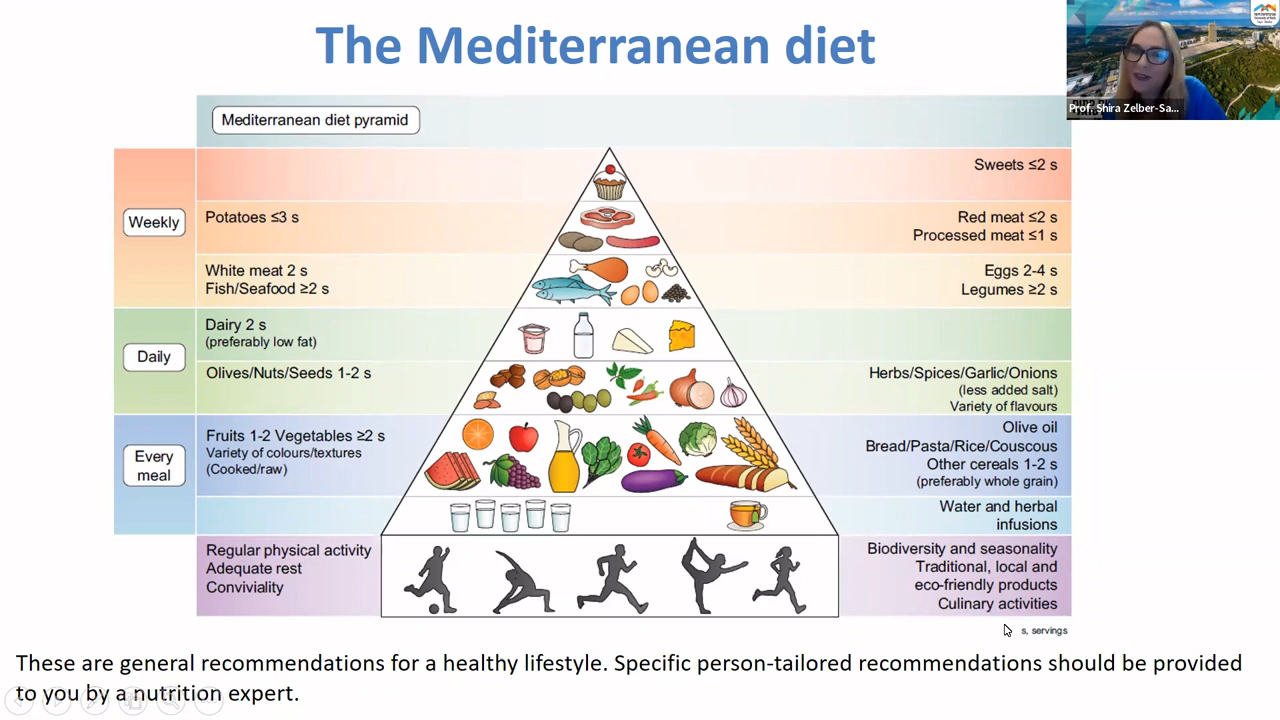 The Mediterranean diet
Prof. Shira Zelber-Sa...
Mediterranean diet pyramid
Weekly
Sweets ≤2 s
Potatoes ≤3 s
Red meat ≤2 s
Processed meat ≤1 s
White meat 2 s
Fish/Seafood ≥2 s
Eggs 2-4 s
Legumes ≥2 s
Daily
Dairy 2 s
(preferably low fat)
Olives/Nuts/Seeds 1-2 s
Herbs/Spices/Garlic/Onions
(less added salt)
Variety of flavours
Every
meal
Fruits 1-2 Vegetables ≥2 s
Variety of colours/textures
(Cooked/raw)
Olive oil
Bread/Pasta/Rice/Couscous
Other cereals 1-2 s
(preferably whole grain)
Water and herbal
infusions
Regular physical activity
Adequate rest
Conviviality
Biodiversity and seasonality
Traditional, local and
eco-friendly products
Culinary activities
s, servings
These are general recommendations for a healthy lifestyle. Specific person-tailored recommendations should be provided
to you by a nutrition expert.